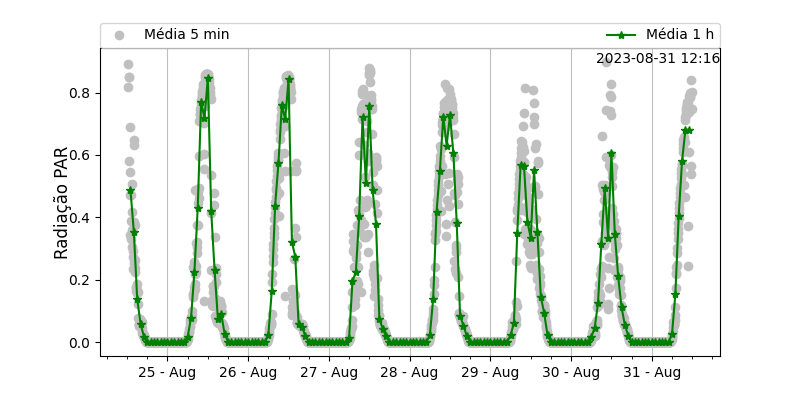 Média 5 min
Média 1 h
2023-08-31 12:16
Radiação PAR
0.8
0.6
0.4
0.2
0.0
25 - Aug
26 - Aug
27 - Aug
28 - Aug
29 - Aug
30 - Aug
31 - Aug